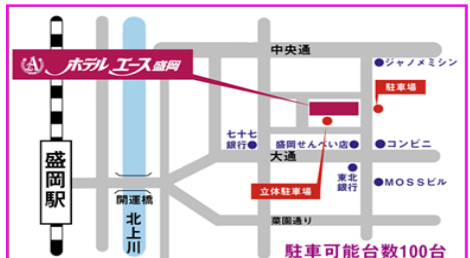 中央通
ジャノメミシン
ホテル エース盛岡
駐車場
七十七
銀行
盛岡せんべい店
コンビニ
大通
盛岡駅
東北
銀行
MOSSビル
立体駐車場
開運橋
北上川
菜園通り
駐車可能台数100台